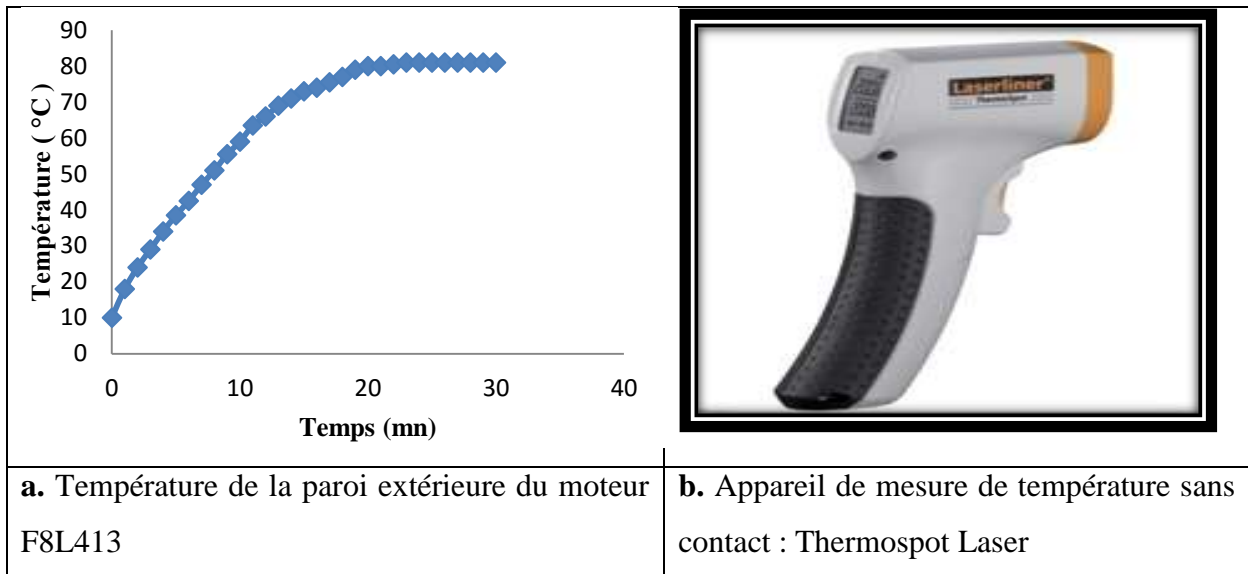 90
80
70
60
50
40
30
20
10
0
Température ( °C )
0 10 20 30 40
Temps (mn)
Laserliner
ThermoSpot
a. Température de la paroi extérieure du moteur
F8L413
b. Appareil de mesure de température sans
contact : Thermospot Laser